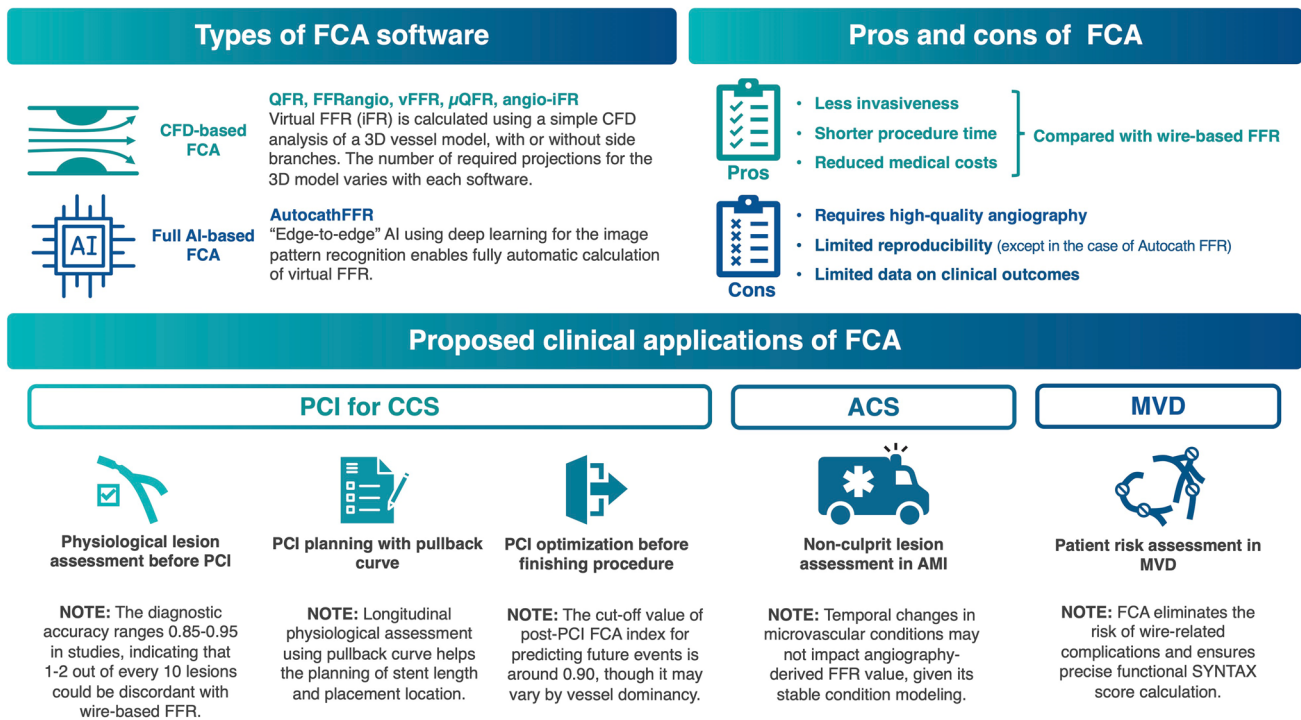 Types of FCA software
CFD-based
FCA
QFR, FFRangio, vFFR, µQFR, angio-iFR
Virtual FFR (iFR) is calculated using a simple CFD
analysis of a 3D vessel model, with or without side
branches. The number of required projections for the
3D model varies with each software.
AI
Full AI-based
FCA
AutocathFFR
“Edge-to-edge” AI using deep learning for the image
pattern recognition enables fully automatic calculation
of virtual FFR.
Pros and cons of FCA
Pros
• Less invasiveness
• Shorter procedure time
• Reduced medical costs
Compared with wire-based FFR
Cons
• Requires high-quality angiography
• Limited reproducibility (except in the case of Autocath FFR)
• Limited data on clinical outcomes
Proposed clinical applications of FCA
PCI for CCS
Physiological lesion
assessment before PCI
NOTE: The diagnostic
accuracy ranges 0.85-0.95
in studies, indicating that
1-2 out of every 10 lesions
could be discordant with
wire-based FFR.
PCI planning with pullback
curve
NOTE: Longitudinal
physiological assessment
using pullback curve helps
the planning of stent length
and placement location.
PCI optimization before
finishing procedure
NOTE: The cut-off value of
post-PCI FCA index for
predicting future events is
around 0.90, though it may
vary by vessel dominancy.
ACS
Non-culprit lesion
assessment in AMI
NOTE: Temporal changes in
microvascular conditions may
not impact angiography-
derived FFR value, given its
stable condition modeling.
MVD
Patient risk assessment in
MVD
NOTE: FCA eliminates the
risk of wire-related
complications and ensures
precise functional SYNTAX
score calculation.